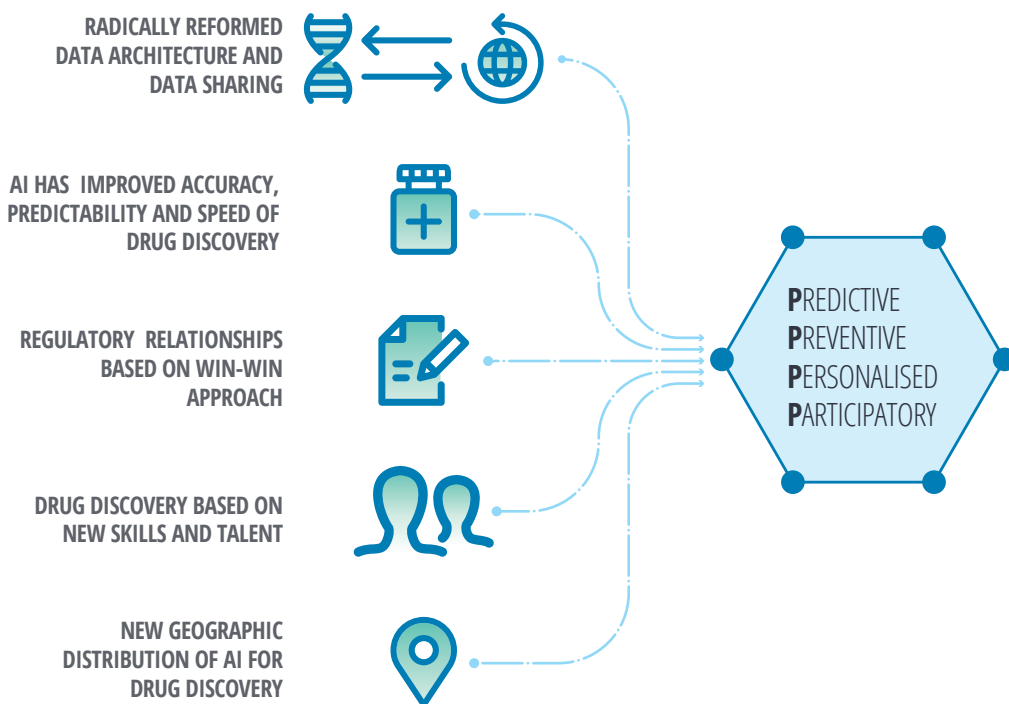 RADICALLY REFORMED
DATA ARCHITECTURE AND
DATA SHARING
AI HAS IMPROVED ACCURACY,
PREDICTABILITY AND SPEED OF
DRUG DISCOVERY
REGULATORY RELATIONSHIPS
BASED ON WIN-WIN
APPROACH
DRUG DISCOVERY BASED ON
NEW SKILLS AND TALENT
NEW GEOGRAPHIC
DISTRIBUTION OF AI FOR
DRUG DISCOVERY
PREDICTIVE
PREVENTIVE
PERSONALISED
PARTICIPATORY